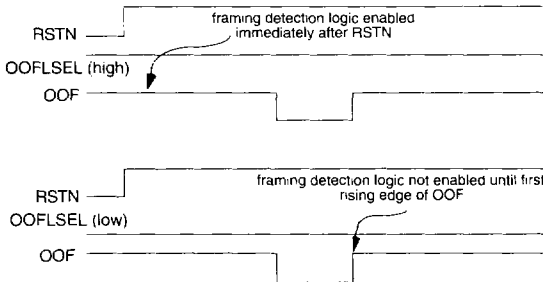 framing detection logic enabled
immediately after RSTN
RSTN
OOFLSEL (high)
OOF
framing detection logic not enabled until first
rising edge of OOF
RSTN
OOFLSEL (low)
OOF